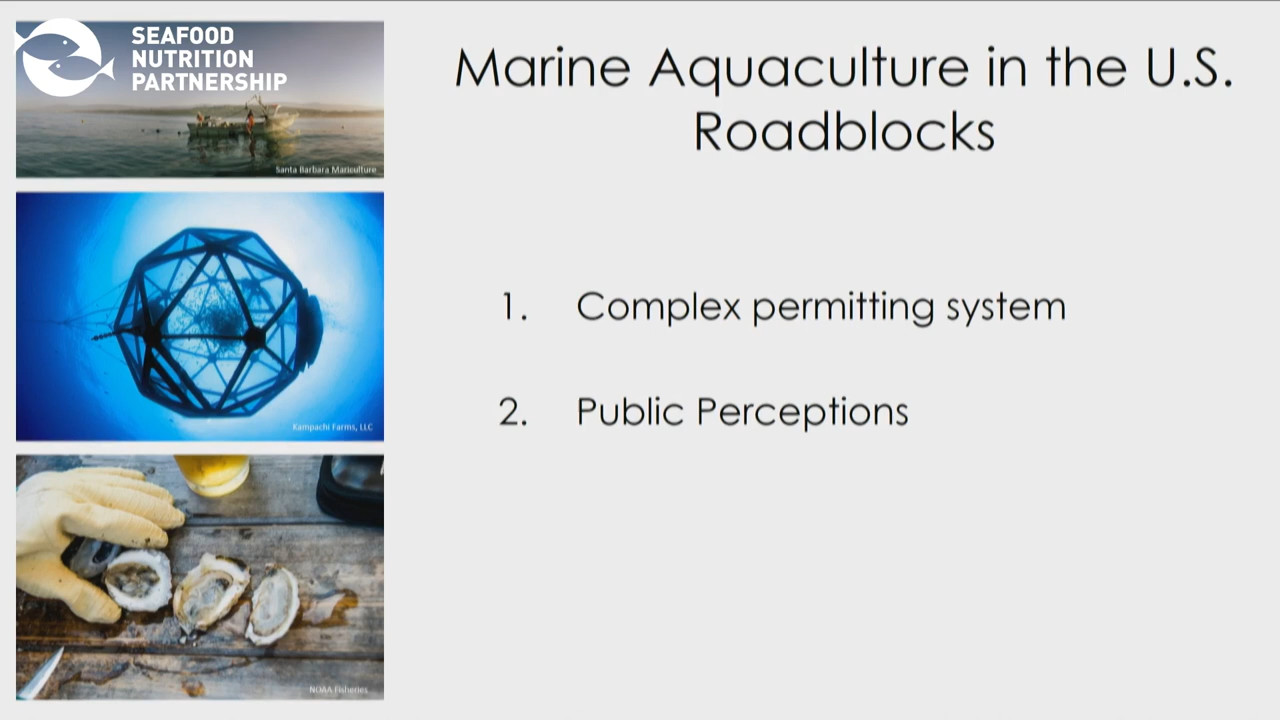 SEAFOOD
NUTRITION
PARTNERSHIP
Santa Barbara Mariculture
Kampachi Farms, LLC
NOAA Fisheries
Marine Aquaculture in the U.S.
Roadblocks
1. Complex permitting system
2. Public Perceptions